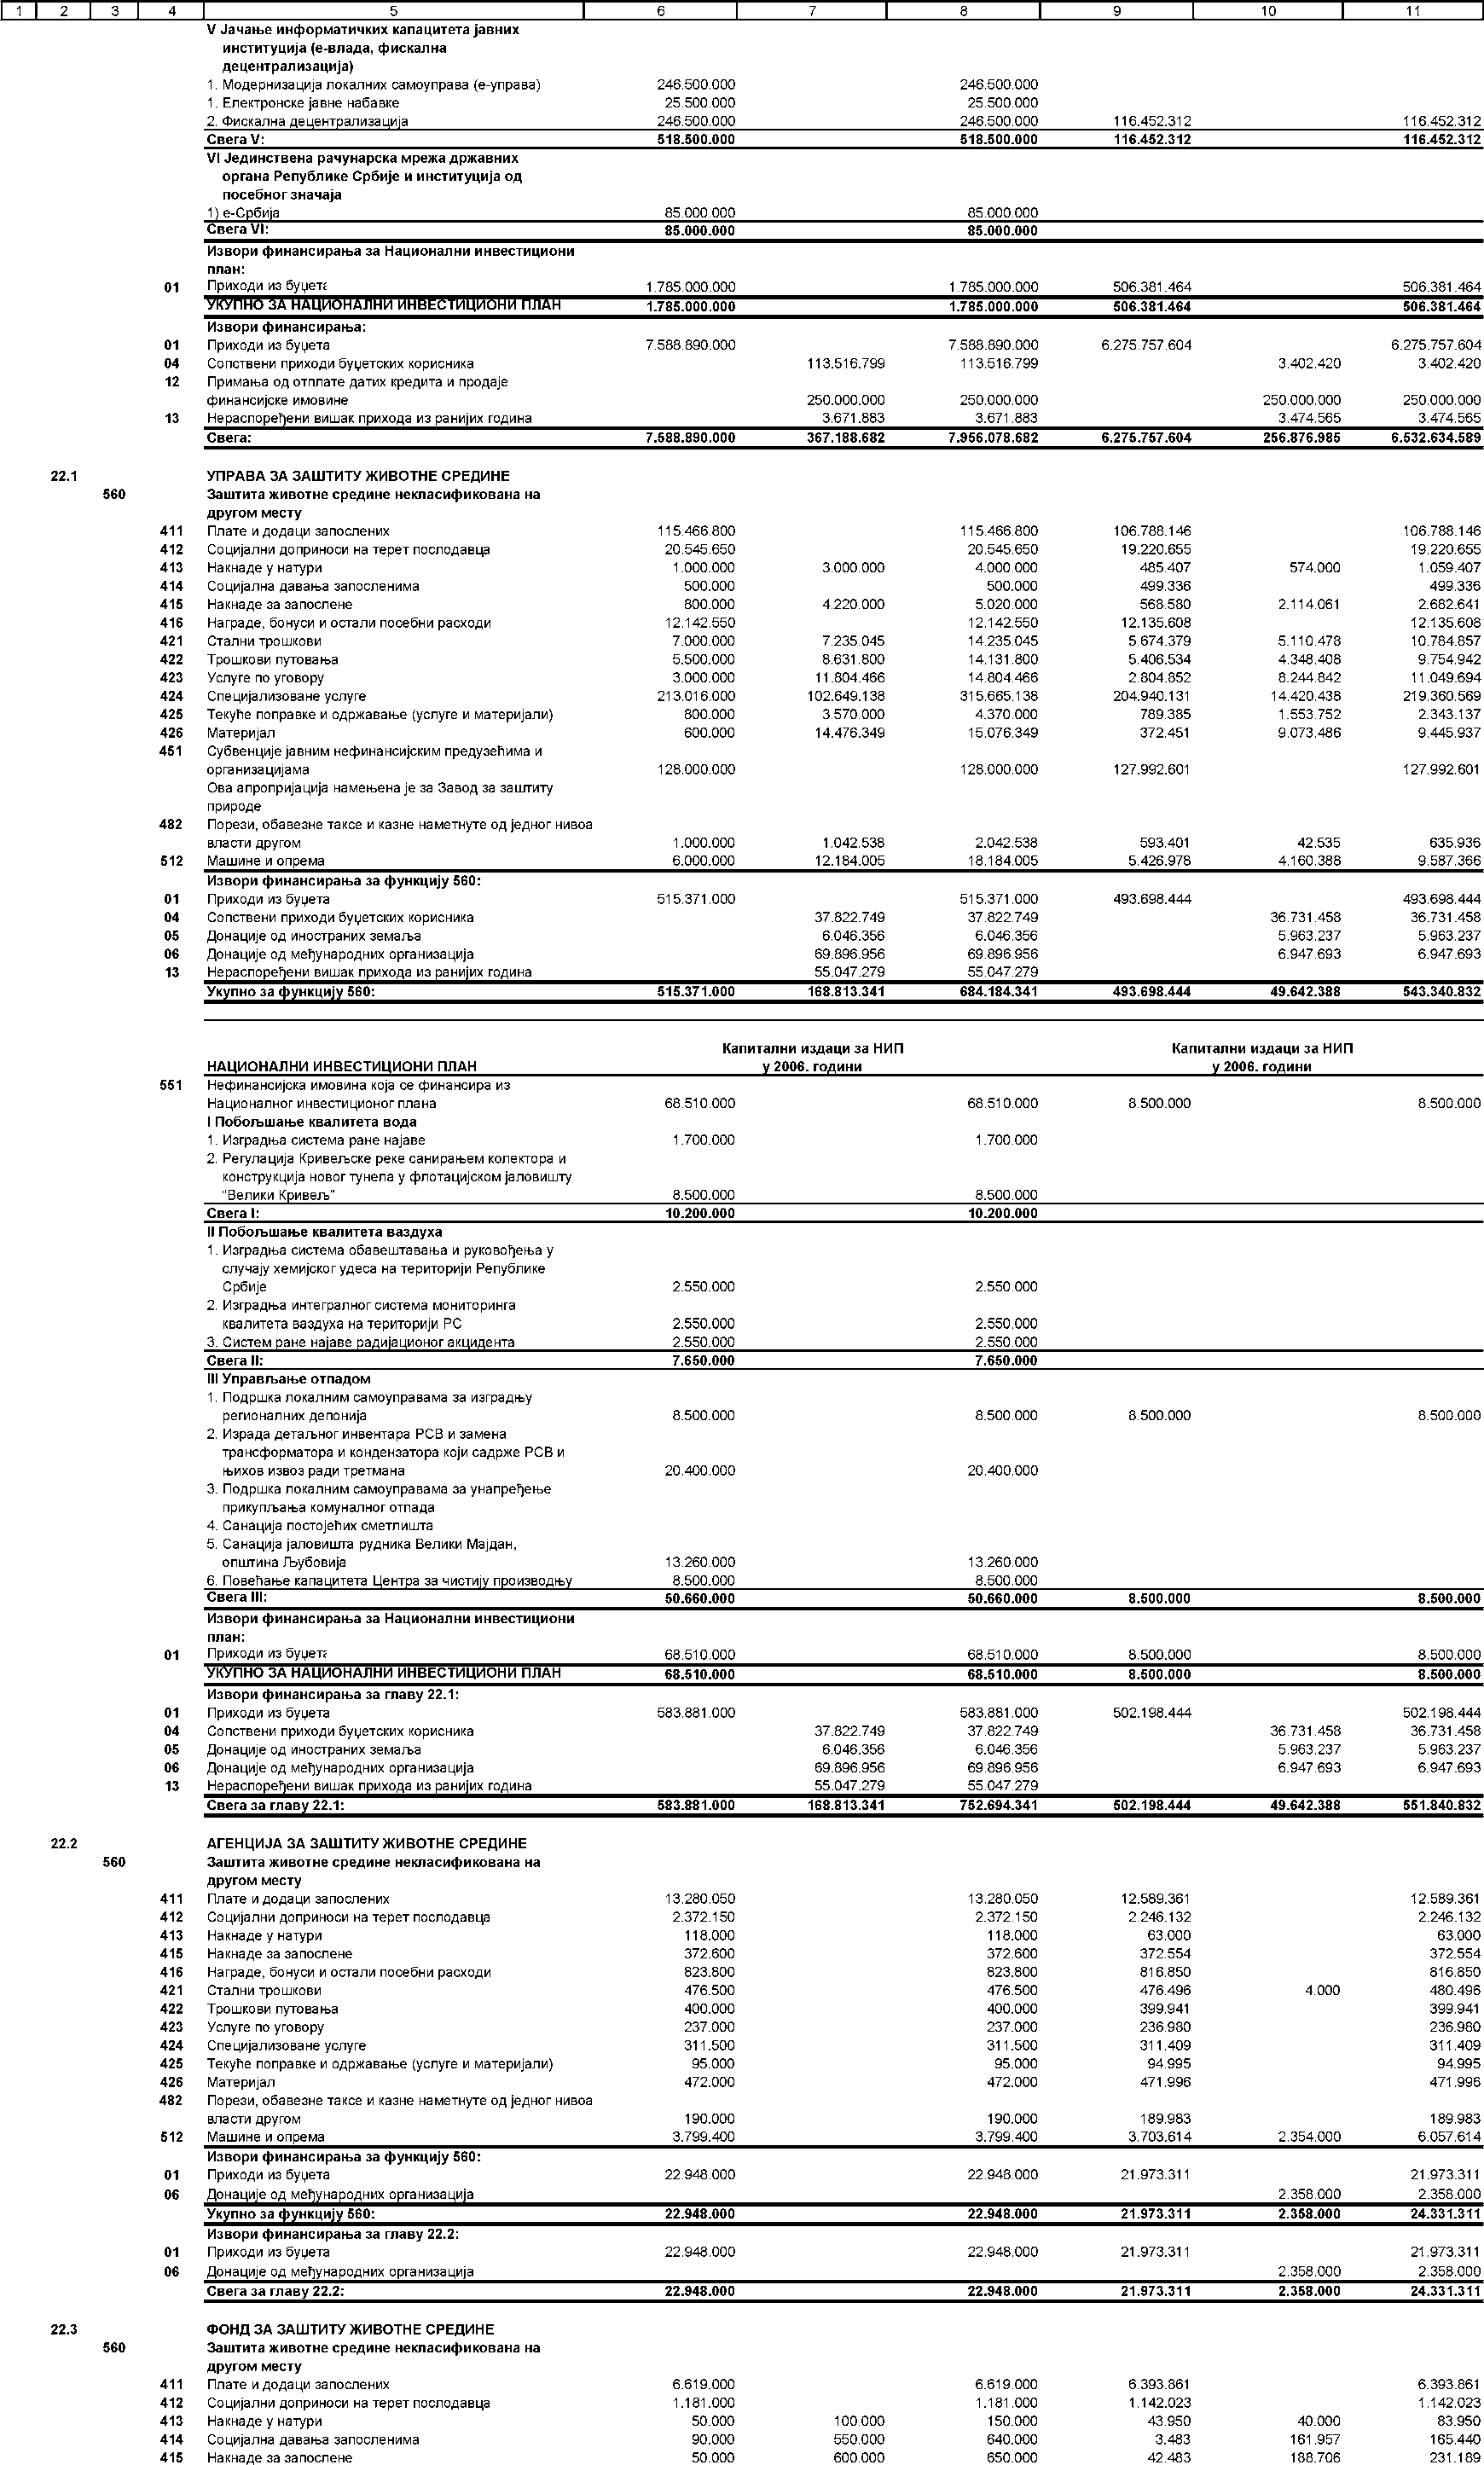 1 2 3 4 5 6 7 8 9 10 11
V Јачање информатичких капацитета јавних
институција (е-влада, фискална
децентрализација)
1. Модернизација локалних самоуправа (е-управа) 246.500.000 246.500.000
1. Електронске јавне набавке 25.500.000 25.500.000
2. Фискална децентрализација 246.500.000 246.500.000 116.452.312 116.452.312
Свега V: 518.500.000 518.500.000 116.452.312 116.452.312
VI Јединствена рачунарска мрежа државних
органа Републике Србије и институција од
посебног значаја
1) е-Србија 85.000.000 85.000.000
Свега VI: 85.000.000 85.000.000
Извори финансирања за Национални инвестициони
план:
01 Приходи из буџета 1.785.000.000 1.785.000.000 506.381.464 506.381.464
УКУПНО ЗА НАЦИОНАЛНИ ИНВЕСТИЦИОНИ ПЛАН 1.785.000.000 1.785.000.000 506.381.464 506.381.464
Извори финансирања:
01 Приходи из буџета 7.588.890.000 7.588.890.000 6.275.757.604 6.275.757.604
04 Сопствени приходи буџетских корисника 113.516.799 113.516.799 3.402.420 3.402.420
12 Примања од отплате датих кредита и продаје
финансијске имовине 250.000.000 250.000.000 250.000.000 250.000.000
13 Нераспоређени вишак прихода из ранијих година 3.671.883 3.671.883 3.474.565 3.474.565
Свега: 7.588.890.000 367.188.682 7.956.078.682 6.275.757.604 256.876.985 6.532.634.589
22.1 УПРАВА ЗА ЗАШТИТУ ЖИВОТНЕ СРЕДИНЕ
560 Заштита животне средине некласификована на
другом месту
411 Плате и додаци запослених 115.466.800 115.466.800 106.788.146 106.788.146
412 Социјални доприноси на терет послодавца 20.545.650 20.545.650 19.220.655 19.220.655
413 Накнаде у натури 1.000.000 3.000.000 4.000.000 485.407 574.000 1.059.407
414 Социјална давања запосленима 500.000 500.000 499.336 499.336
415 Накнаде за запослене 800.000 4.220.000 5.020.000 568.580 2.114.061 2.682.641
416 Награде, бонуси и остали посебни расходи 12.142.550 12.142.550 12.135.608 12.135.608
421 Стални трошкови 7.000.000 7.235.045 14.235.045 5.674.379 5.110.478 10.784.857
422 Трошкови путовања 5.500.000 8.631.800 14.131.800 5.406.534 4.348.408 9.754.942
423 Услуге по уговору 3.000.000 11.804.466 14.804.466 2.804.852 8.244.842 11.049.694
424 Специјализоване услуге 213.016.000 102.649.138 315.665.138 204.940.131 14.420.438 219.360.569
425 Текуће поправке и одржавање (услуге и материјали) 800.000 3.570.000 4.370.000 789.385 1.553.752 2.343.137
426 Материјал 600.000 14.476.349 15.076.349 372.451 9.073.486 9.445.937
451 Субвенције јавним нефинансијским предузећима и
организацијама 128.000.000 128.000.000 127.992.601 127.992.601
Ова апропријација намењена је за Завод за заштиту
природе
482 Порези, обавезне таксе и казне наметнуте од једног нивоа
власти другом 1.000.000 1.042.538 2.042.538 593.401 42.535 635.936
512 Машине и опрема 6.000.000 12.184.005 18.184.005 5.426.978 4.160.388 9.587.366
Извори финансирања за функцију 560:
01 Приходи из буџета 515.371.000 515.371.000 493.698.444 493.698.444
04 Сопствени приходи буџетских корисника 37.822.749 37.822.749 36.731.458 36.731.458
05 Донације од иностраних земаља 6.046.356 6.046.356 5.963.237 5.963.237
06 Донације од међународних организација 69.896.956 69.896.956 6.947.693 6.947.693
13 Нераспоређени вишак прихода из ранијих година 55.047.279 55.047.279
Укупно за функцију 560: 515.371.000 168.813.341 684.184.341 493.698.444 49.642.388 543.340.832
Капитални издаци за НИП Капитални издаци за НИП
НАЦИОНАЛНИ ИНВЕСТИЦИОНИ ПЛАН у 2006. години у 2006. години
551 Нефинансијска имовина која се финансира из
Националног инвестиционог плана 68.510.000 68.510.000 8.500.000 8.500.000
I Побољшање квалитета вода
1. Изградња система ране најаве 1.700.000 1.700.000
2. Регулација Кривељске реке санирањем колектора и
конструкција новог тунела у флотацијском јаловишту
"Велики Кривељ" 8.500.000 8.500.000
Свега I: 10.200.000 10.200.000
II Побољшање квалитета ваздуха
1. Изградња система обавештавања и руковођења у
случају хемијског удеса на територији Републике
Србије 2.550.000 2.550.000
2. Изградња интегралног система мониторинга
квалитета ваздуха на територији РС 2.550.000 2.550.000
3. Систем ране најаве радијационог акцидента 2.550.000 2.550.000
Свега II: 7.650.000 7.650.000
III Управљање отпадом
1. Подршка локалним самоуправама за изградњу
регионалних депонија 8.500.000 8.500.000 8.500.000 8.500.000
2. Израда детаљног инвентара PCB и замена
трансформатора и кондензатора који садрже PCB и
њихов извоз ради третмана 20.400.000 20.400.000
3. Подршка локалним самоуправама за унапређење
прикупљања комуналног отпада
4. Санација постојећих сметлишта
5. Санација јаловишта рудника Велики Мајдан,
општина Љубовија 13.260.000 13.260.000
6. Повећање капацитета Центра за чистију производњу 8.500.000 8.500.000
Свега III: 50.660.000 50.660.000 8.500.000 8.500.000
Извори финансирања за Национални инвестициони
план:
01 Приходи из буџета 68.510.000 68.510.000 8.500.000 8.500.000
УКУПНО ЗА НАЦИОНАЛНИ ИНВЕСТИЦИОНИ ПЛАН 68.510.000 68.510.000 8.500.000 8.500.000
Извори финансирања за главу 22.1:
01 Приходи из буџета 583.881.000 583.881.000 502.198.444 502.198.444
04 Сопствени приходи буџетских корисника 37.822.749 37.822.749 36.731.458 36.731.458
05 Донације од иностраних земаља 6.046.356 6.046.356 5.963.237 5.963.237
06 Донације од међународних организација 69.896.956 69.896.956 6.947.693 6.947.693
13 Нераспоређени вишак прихода из ранијих година 55.047.279 55.047.279
Свега за главу 22.1: 583.881.000 168.813.341 752.694.341 502.198.444 49.642.388 551.840.832
22.2 АГЕНЦИЈА ЗА ЗАШТИТУ ЖИВОТНЕ СРЕДИНЕ
560 Заштита животне средине некласификована на
другом месту
411 Плате и додаци запослених 13.280.050 13.280.050 12.589.361 12.589.361
412 Социјални доприноси на терет послодавца 2.372.150 2.372.150 2.246.132 2.246.132
413 Накнаде у натури 118.000 118.000 63.000 63.000
415 Накнаде за запослене 372.600 372.600 372.554 372.554
416 Награде, бонуси и остали посебни расходи 823.800 823.800 816.850 816.850
421 Стални трошкови 476.500 476.500 476.496 4.000 480.496
422 Трошкови путовања 400.000 400.000 399.941 399.941
423 Услуге по уговору 237.000 237.000 236.980 236.980
424 Специјализоване услуге 311.500 311.500 311.409 311.409
425 Текуће поправке и одржавање (услуге и материјали) 95.000 95.000 94.995 94.995
426 Материјал 472.000 472.000 471.996 471.996
482 Порези, обавезне таксе и казне наметнуте од једног нивоа
власти другом 190.000 190.000 189.983 189.983
512 Машине и опрема 3.799.400 3.799.400 3.703.614 2.354.000 6.057.614
Извори финансирања за функцију 560:
01 Приходи из буџета 22.948.000 22.948.000 21.973.311 21.973.311
06 Донације од међународних организација 2.358.000 2.358.000
Укупно за функцију 560: 22.948.000 22.948.000 21.973.311 2.358.000 24.331.311
Извори финансирања за главу 22.2:
01 Приходи из буџета 22.948.000 22.948.000 21.973.311 21.973.311
06 Донације од међународних организација 2.358.000 2.358.000
Свега за главу 22.2: 22.948.000 22.948.000 21.973.311 2.358.000 24.331.311
22.3 ФОНД ЗА ЗАШТИТУ ЖИВОТНЕ СРЕДИНЕ
560 Заштита животне средине некласификована на
другом месту
411 Плате и додаци запослених 6.619.000 6.619.000 6.393.861 6.393.861
412 Социјални доприноси на терет послодавца 1.181.000 1.181.000 1.142.023 1.142.023
413 Накнаде у натури 50.000 100.000 150.000 43.950 40.000 83.950
414 Социјална давања запосленима 90.000 550.000 640.000 3.483 161.957 165.440
415 Накнаде за запослене 50.000 600.000 650.000 42.483 188.706 231.189